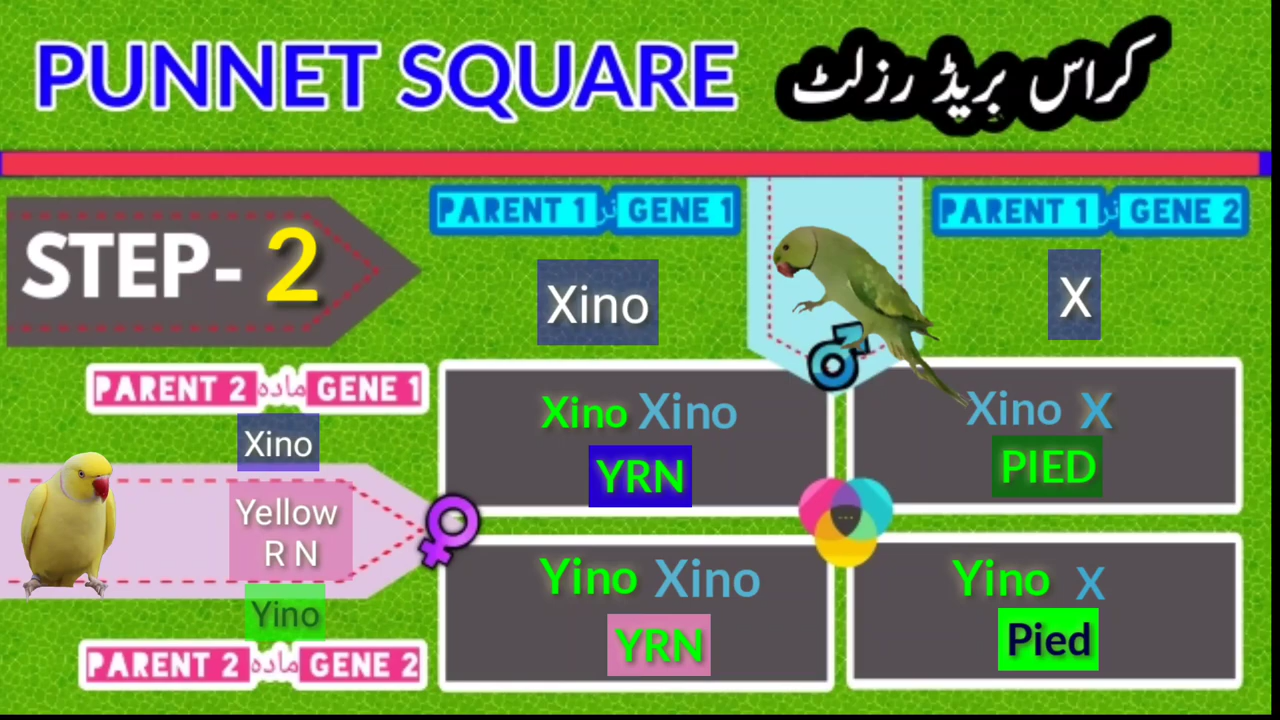 PUNNET SQUARE کراس بریڈ رزلٹ
STEP- 2
PARENT 1 نر GENE 1
PARENT 1 نر GENE 2
Xino
X
PARENT 2 مادہ GENE 1
Xino
Yellow
R N
Yino
PARENT 2 مادہ GENE 2
Xino Xino
YRN
Xino X
PIED
Yino Xino
YRN
Yino X
Pied